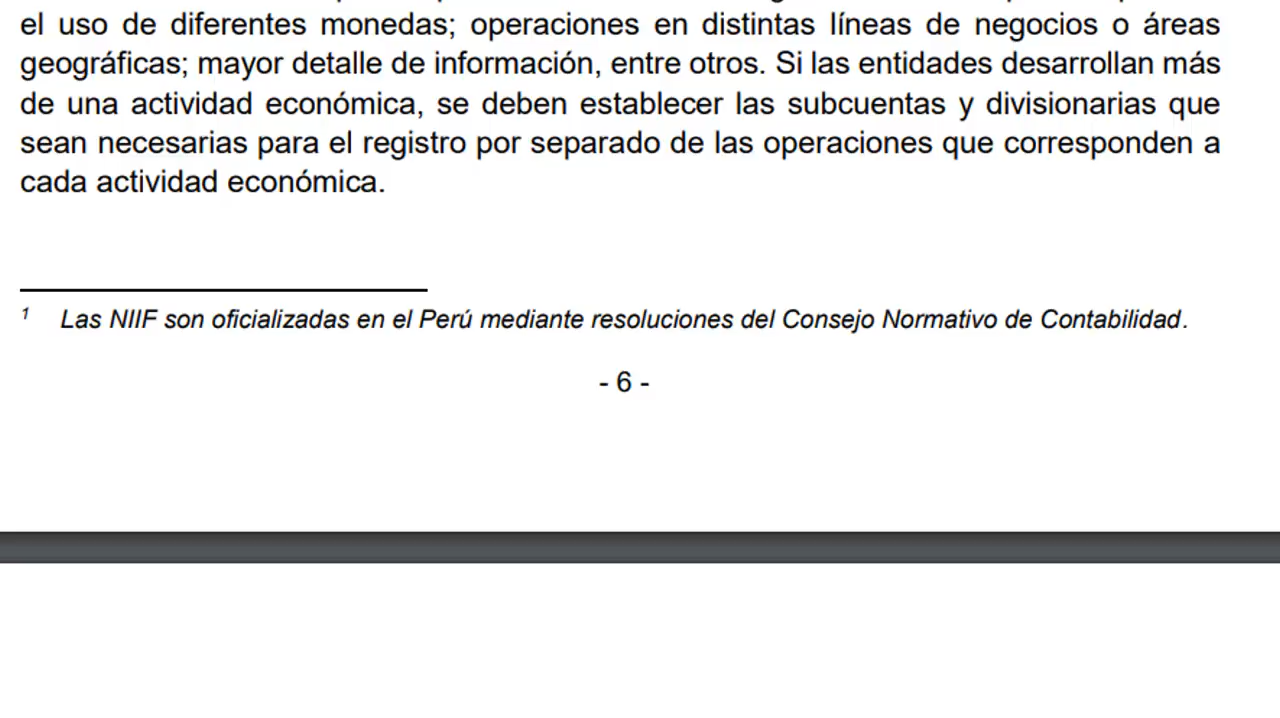 el uso de diferentes monedas; operaciones en distintas líneas de negocios o áreas
geográficas; mayor detalle de información, entre otros. Si las entidades desarrollan más
de una actividad económica, se deben establecer las subcuentas y divisionarias que
sean necesarias para el registro por separado de las operaciones que corresponden a
cada actividad económica.
1 Las NIIF son oficializadas en el Perú mediante resoluciones del Consejo Normativo de Contabilidad.
- 6 -